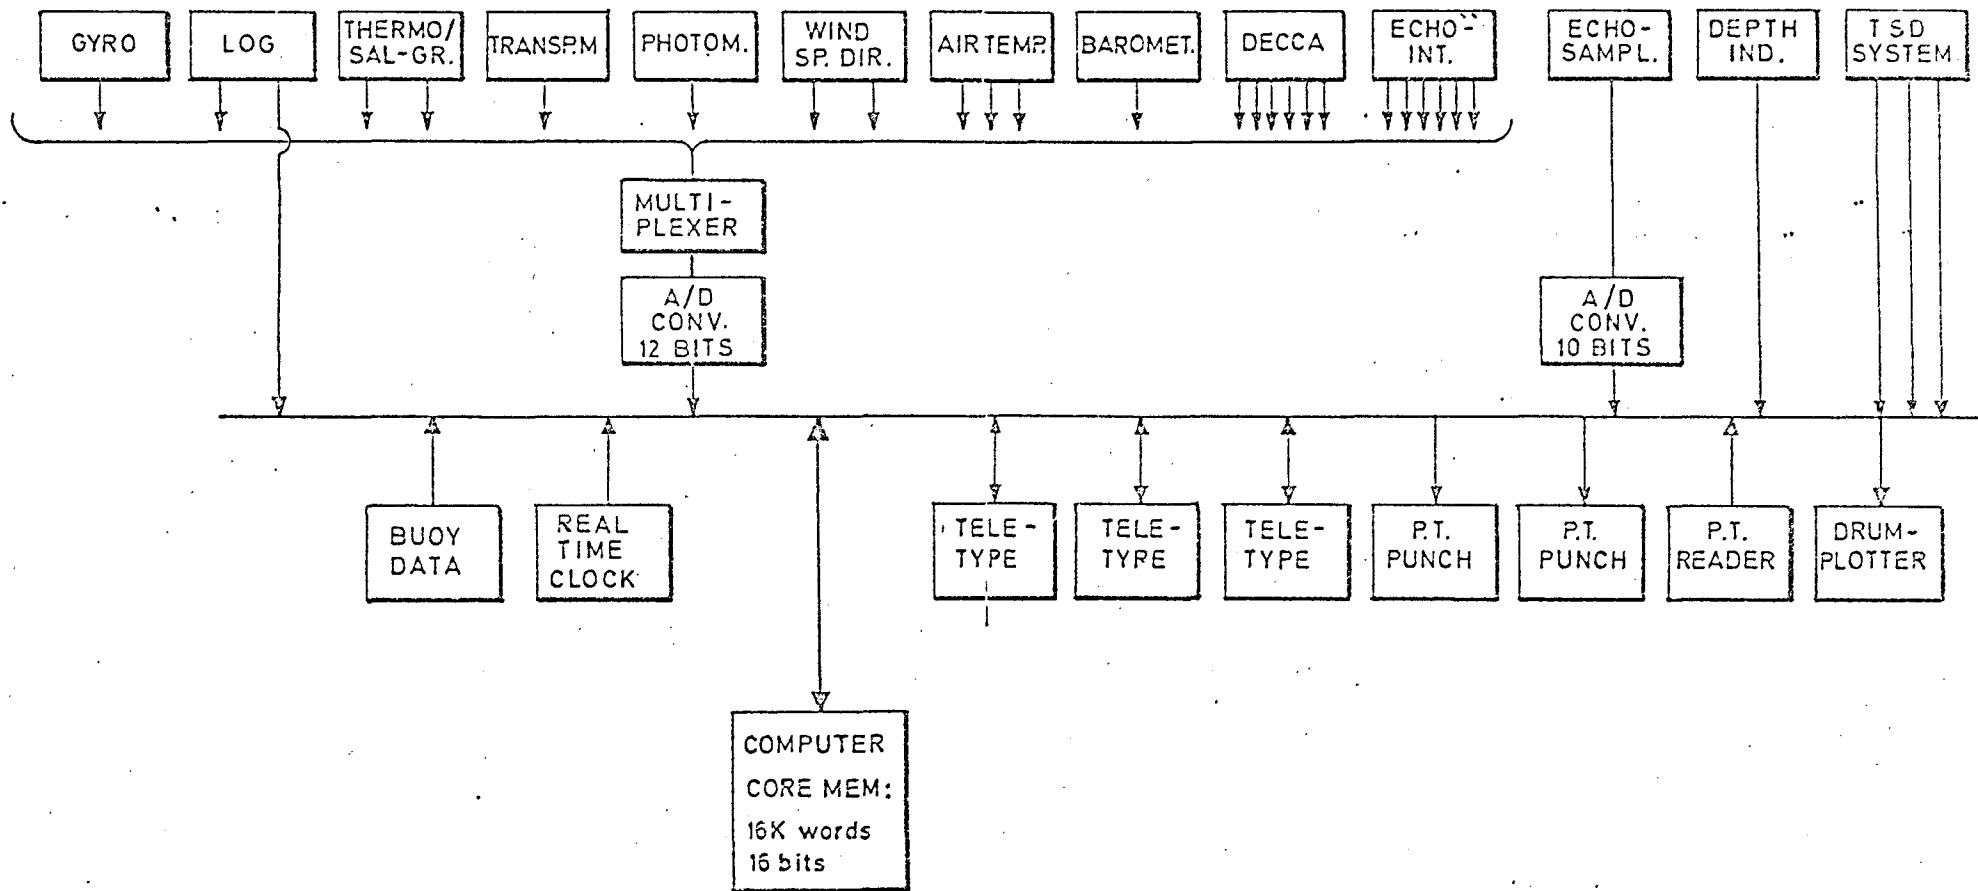 GYRO
LOG
THERMO/
SAL-GR.
TRANSP.M
PHOTOM.
WIND
SP. DIR.
AIR TEMP.
BAROMET.
DECCA
ECHO-
INT.
ECHO-
SAMPL.
DEPTH
IND.
TSD
SYSTEM
MULTI-
PLEXER
A/D
CONV.
12 BITS
A/D
CONV.
10 BITS
BUOY
DATA
REAL
TIME
CLOCK
TELE-
TYPE
TELE-
TYPE
TELE-
TYPE
P.T.
PUNCH
P.T.
PUNCH
P.T.
READER
DRUM-
PLOTTER
COMPUTER
CORE MEM:
16K words
16 bits